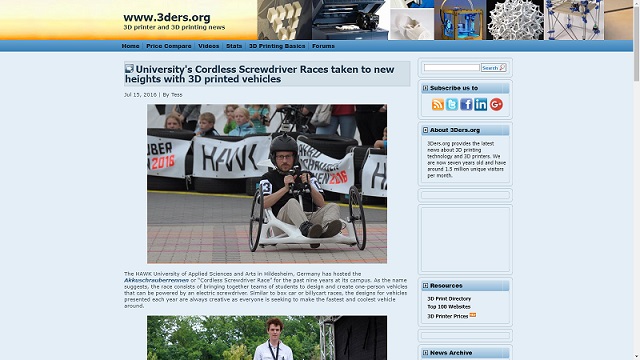 www.3ders.org
3D printer and 3D printing news
Home Price Compare Videos Stats 3D Printing Basics Forums
University's Cordless Screwdriver Races taken to new
heights with 3D printed vehicles
Jul 15, 2016 | By Tess
UBER
2016
HAWK
HAWK
2016
3
The HAWK University of Applied Sciences and Arts in Hildesheim, Germany has hosted the
Akkuschrauberrennen or "Cordless Screwdriver Race" for the past nine years at its campus. As the name
suggests, the race consists of bringing together teams of students to design and create one-person vehicles
that can be powered by an electric screwdriver. Similar to box car or billycart races, the designs for vehicles
presented each year are always creative as everyone is seeking to make the fastest and coolest vehicle
around.
Search
Subscribe us to
About 3Ders.org
3Ders.org provides the latest
news about 3D printing
technology and 3D printers. We
are now seven years old and have
around 1.5 million unique visitors
per month.
Resources
3D Print Directory
Top 100 Websites
3D Printer Prices
News Archive